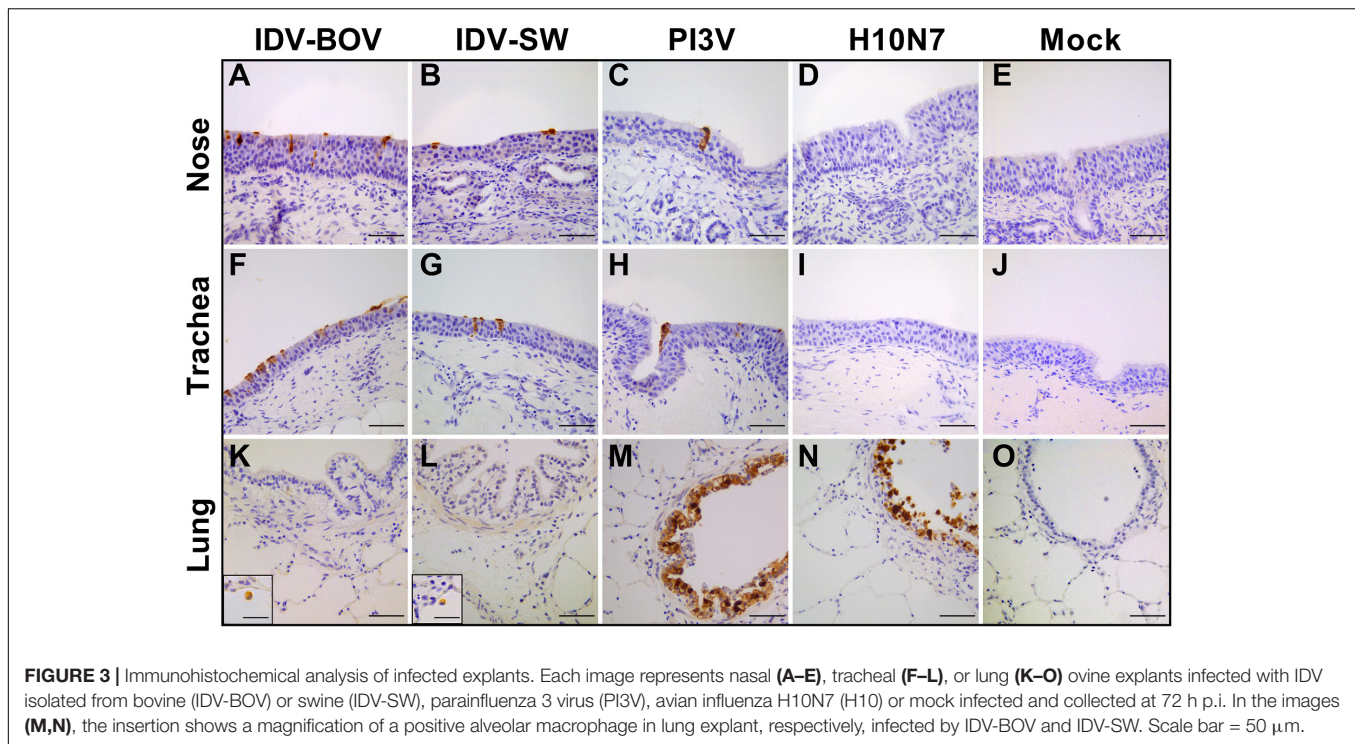 IDV-BOV IDV-SW PI3V H10N7 Mock
Nose
A B C D E
Trachea
F G H I J
Lung
K L M N O
FIGURE 3 | Immunohistochemical analysis of infected explants. Each image represents nasal (A–E), tracheal (F–L), or lung (K–O) ovine explants infected with IDV
isolated from bovine (IDV-BOV) or swine (IDV-SW), parainfluenza 3 virus (PI3V), avian influenza H10N7 (H10) or mock infected and collected at 72 h p.i. In the images
(M,N), the insertion shows a magnification of a positive alveolar macrophage in lung explant, respectively, infected by IDV-BOV and IDV-SW. Scale bar = 50 μm.